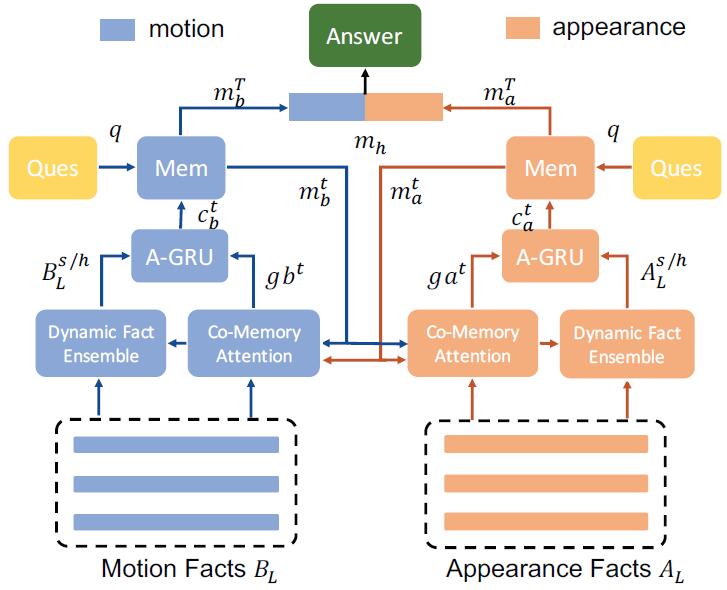 motion
Answer
appearance
m_b^T
m_a^T
q
m_h
q
Ques
Mem
Mem
Ques
m_b^t
m_a^t
c_b^t
c_a^t
B_L^{s/h}
A-GRU
gb^t
ga^t
A-GRU
A_L^{s/h}
Dynamic Fact
Ensemble
Co-Memory
Attention
Co-Memory
Attention
Dynamic Fact
Ensemble
Motion Facts B_L
Appearance Facts A_L